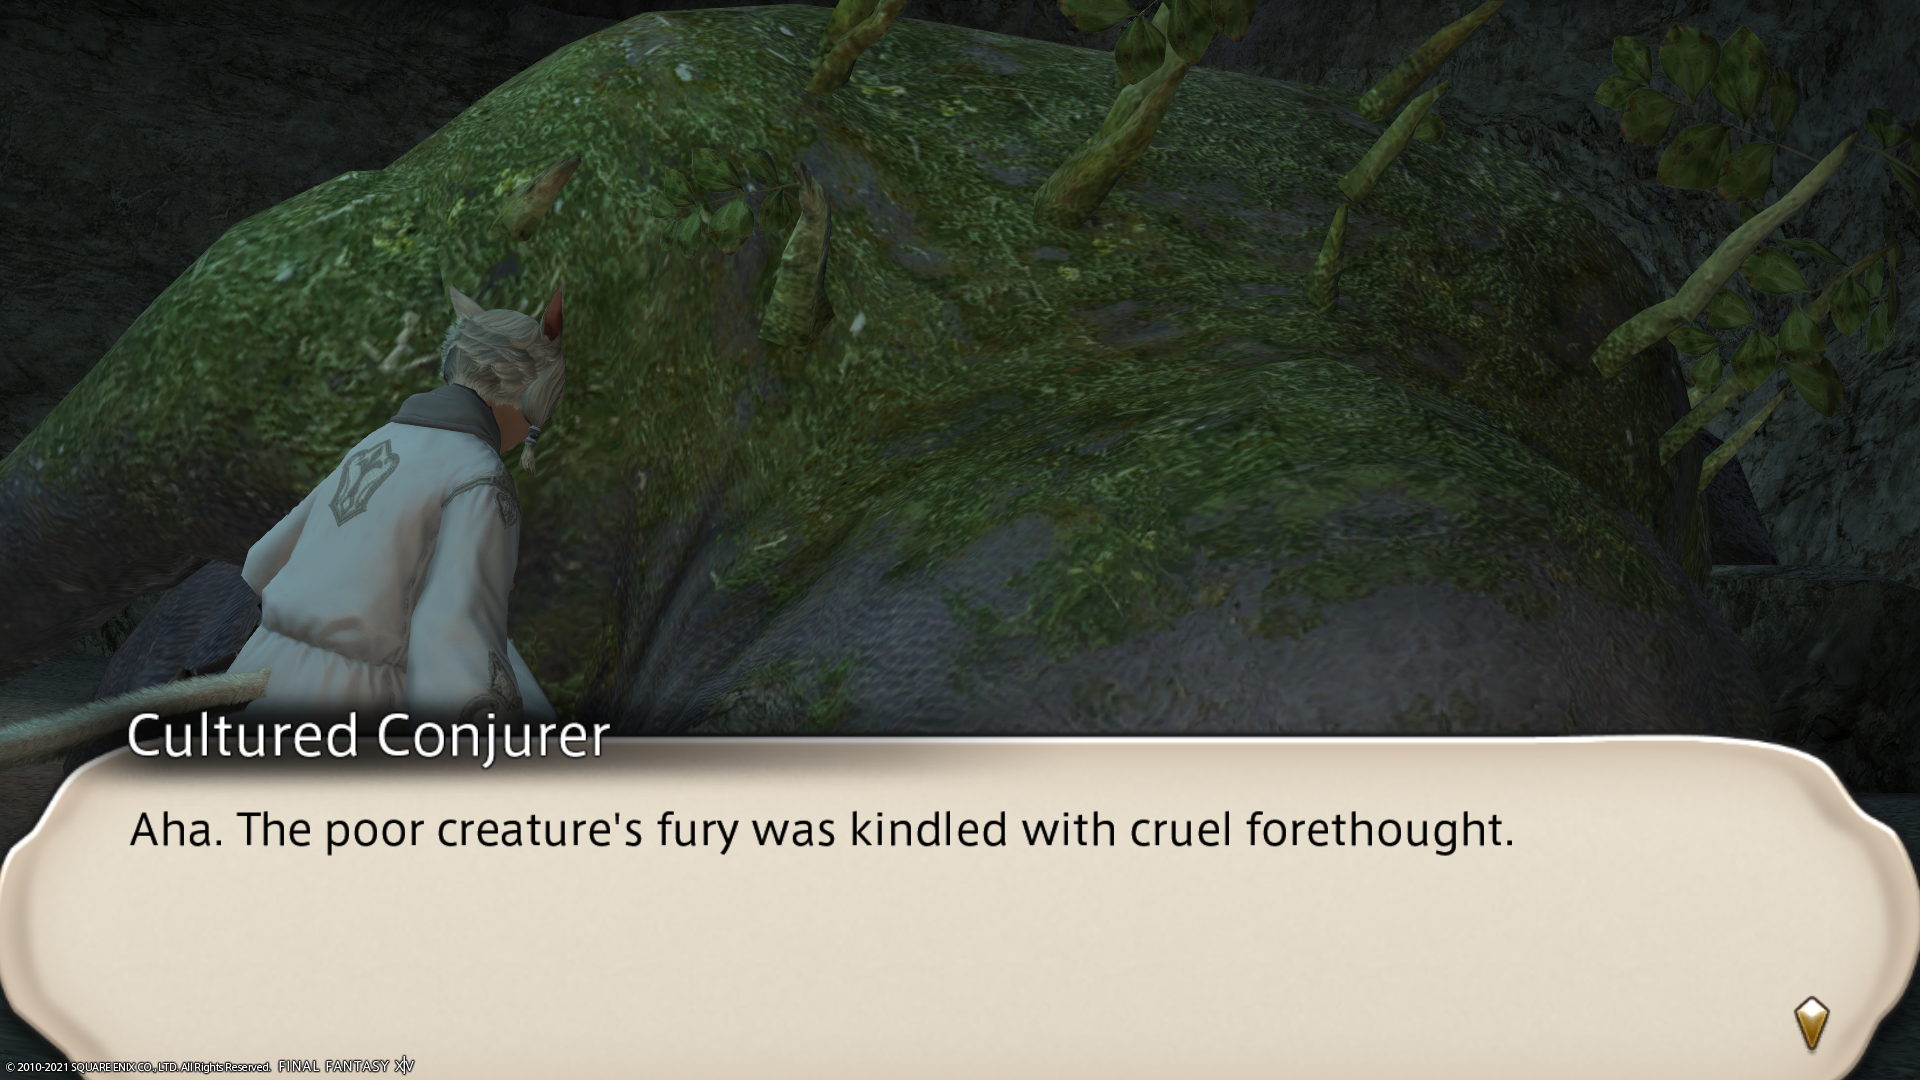 Cultured Conjurer
Aha. The poor creature's fury was kindled with cruel forethought.
© 2010-2021 SQUARE ENIX CO., LTD. All Rights Reserved. FINAL FANTASY XIV